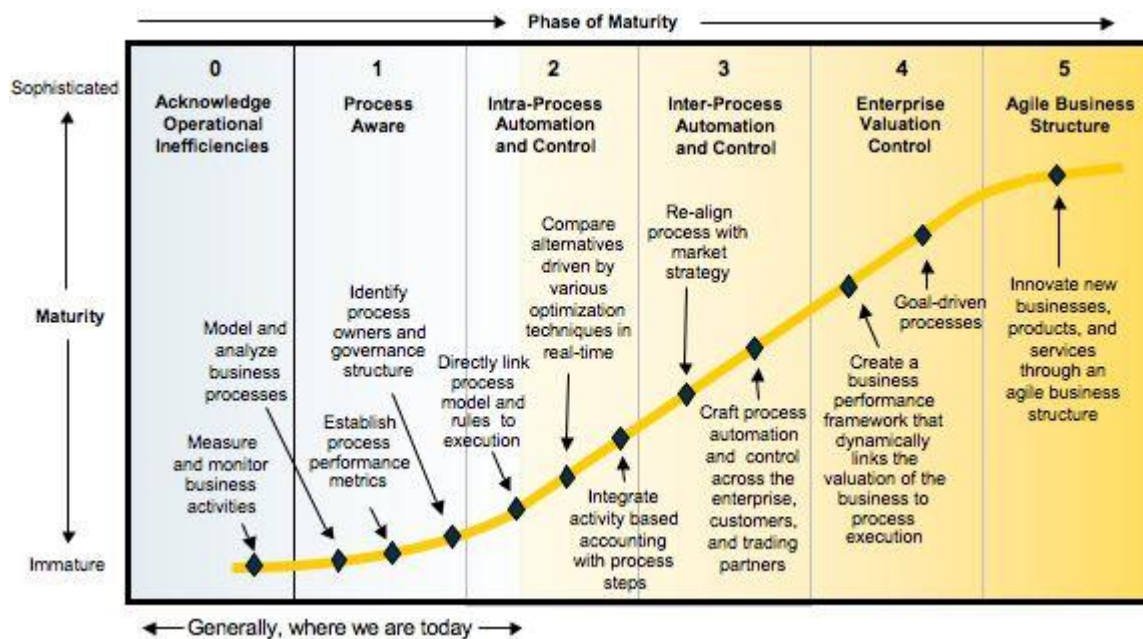 Phase of Maturity
Sophisticated
Maturity
Immature
0
Acknowledge
Operational
Inefficiencies
1
Process
Aware
2
Intra-Process
Automation
and Control
3
Inter-Process
Automation
and Control
4
Enterprise
Valuation
Control
5
Agile Business
Structure
Measure
and monitor
business
activities
Model and
analyze
business
processes
Establish
process
performance
metrics
Identify
process
owners and
governance
structure
Directly link
process
model and
rules to
execution
Compare
alternatives
driven by
various
optimization
techniques in
real-time
Integrate
activity based
accounting
with process
steps
Re-align
process with
market
strategy
Craft process
automation
and control
across the
enterprise,
customers,
and trading
partners
Create a
business
performance
framework that
dynamically
links the
valuation of the
business to
process
execution
Goal-driven
processes
Innovate new
businesses,
products, and
services
through an
agile business
structure
Generally, where we are today